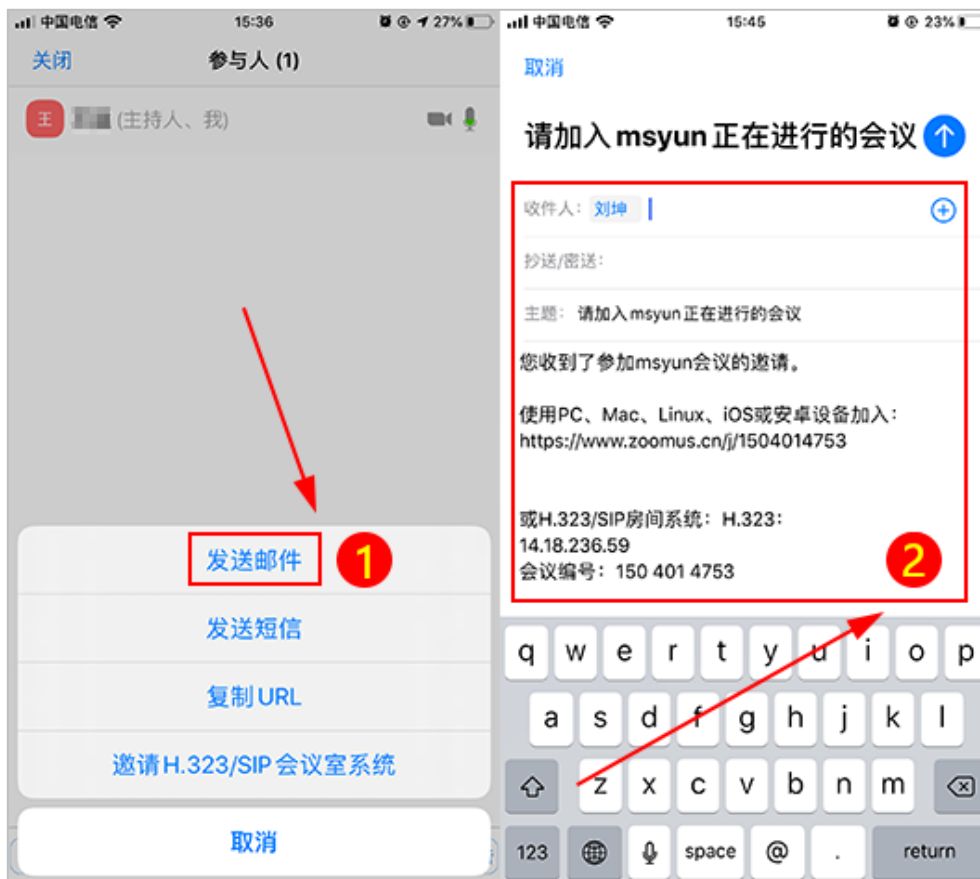 中国电信 15:36 27%
关闭 参与人 (1)
王 (主持人、我)
发送邮件 1
发送短信
复制 URL
邀请 H.323/SIP 会议室系统
取消
中国电信 15:45 23%
取消
请加入 msyun 正在进行的会议
收件人: 刘坤
抄送/密送:
主题: 请加入 msyun 正在进行的会议
您收到了参加msyun会议的邀请。
使用PC、Mac、Linux、iOS或安卓设备加入:
https://www.zoomus.cn/j/1504014753
或H.323/SIP房间系统: H.323:
14.18.236.59
会议编号: 150 401 4753
2
q w e r t y u i o p
a s d f g h j k l
z x c v b n m
123 space @ . return